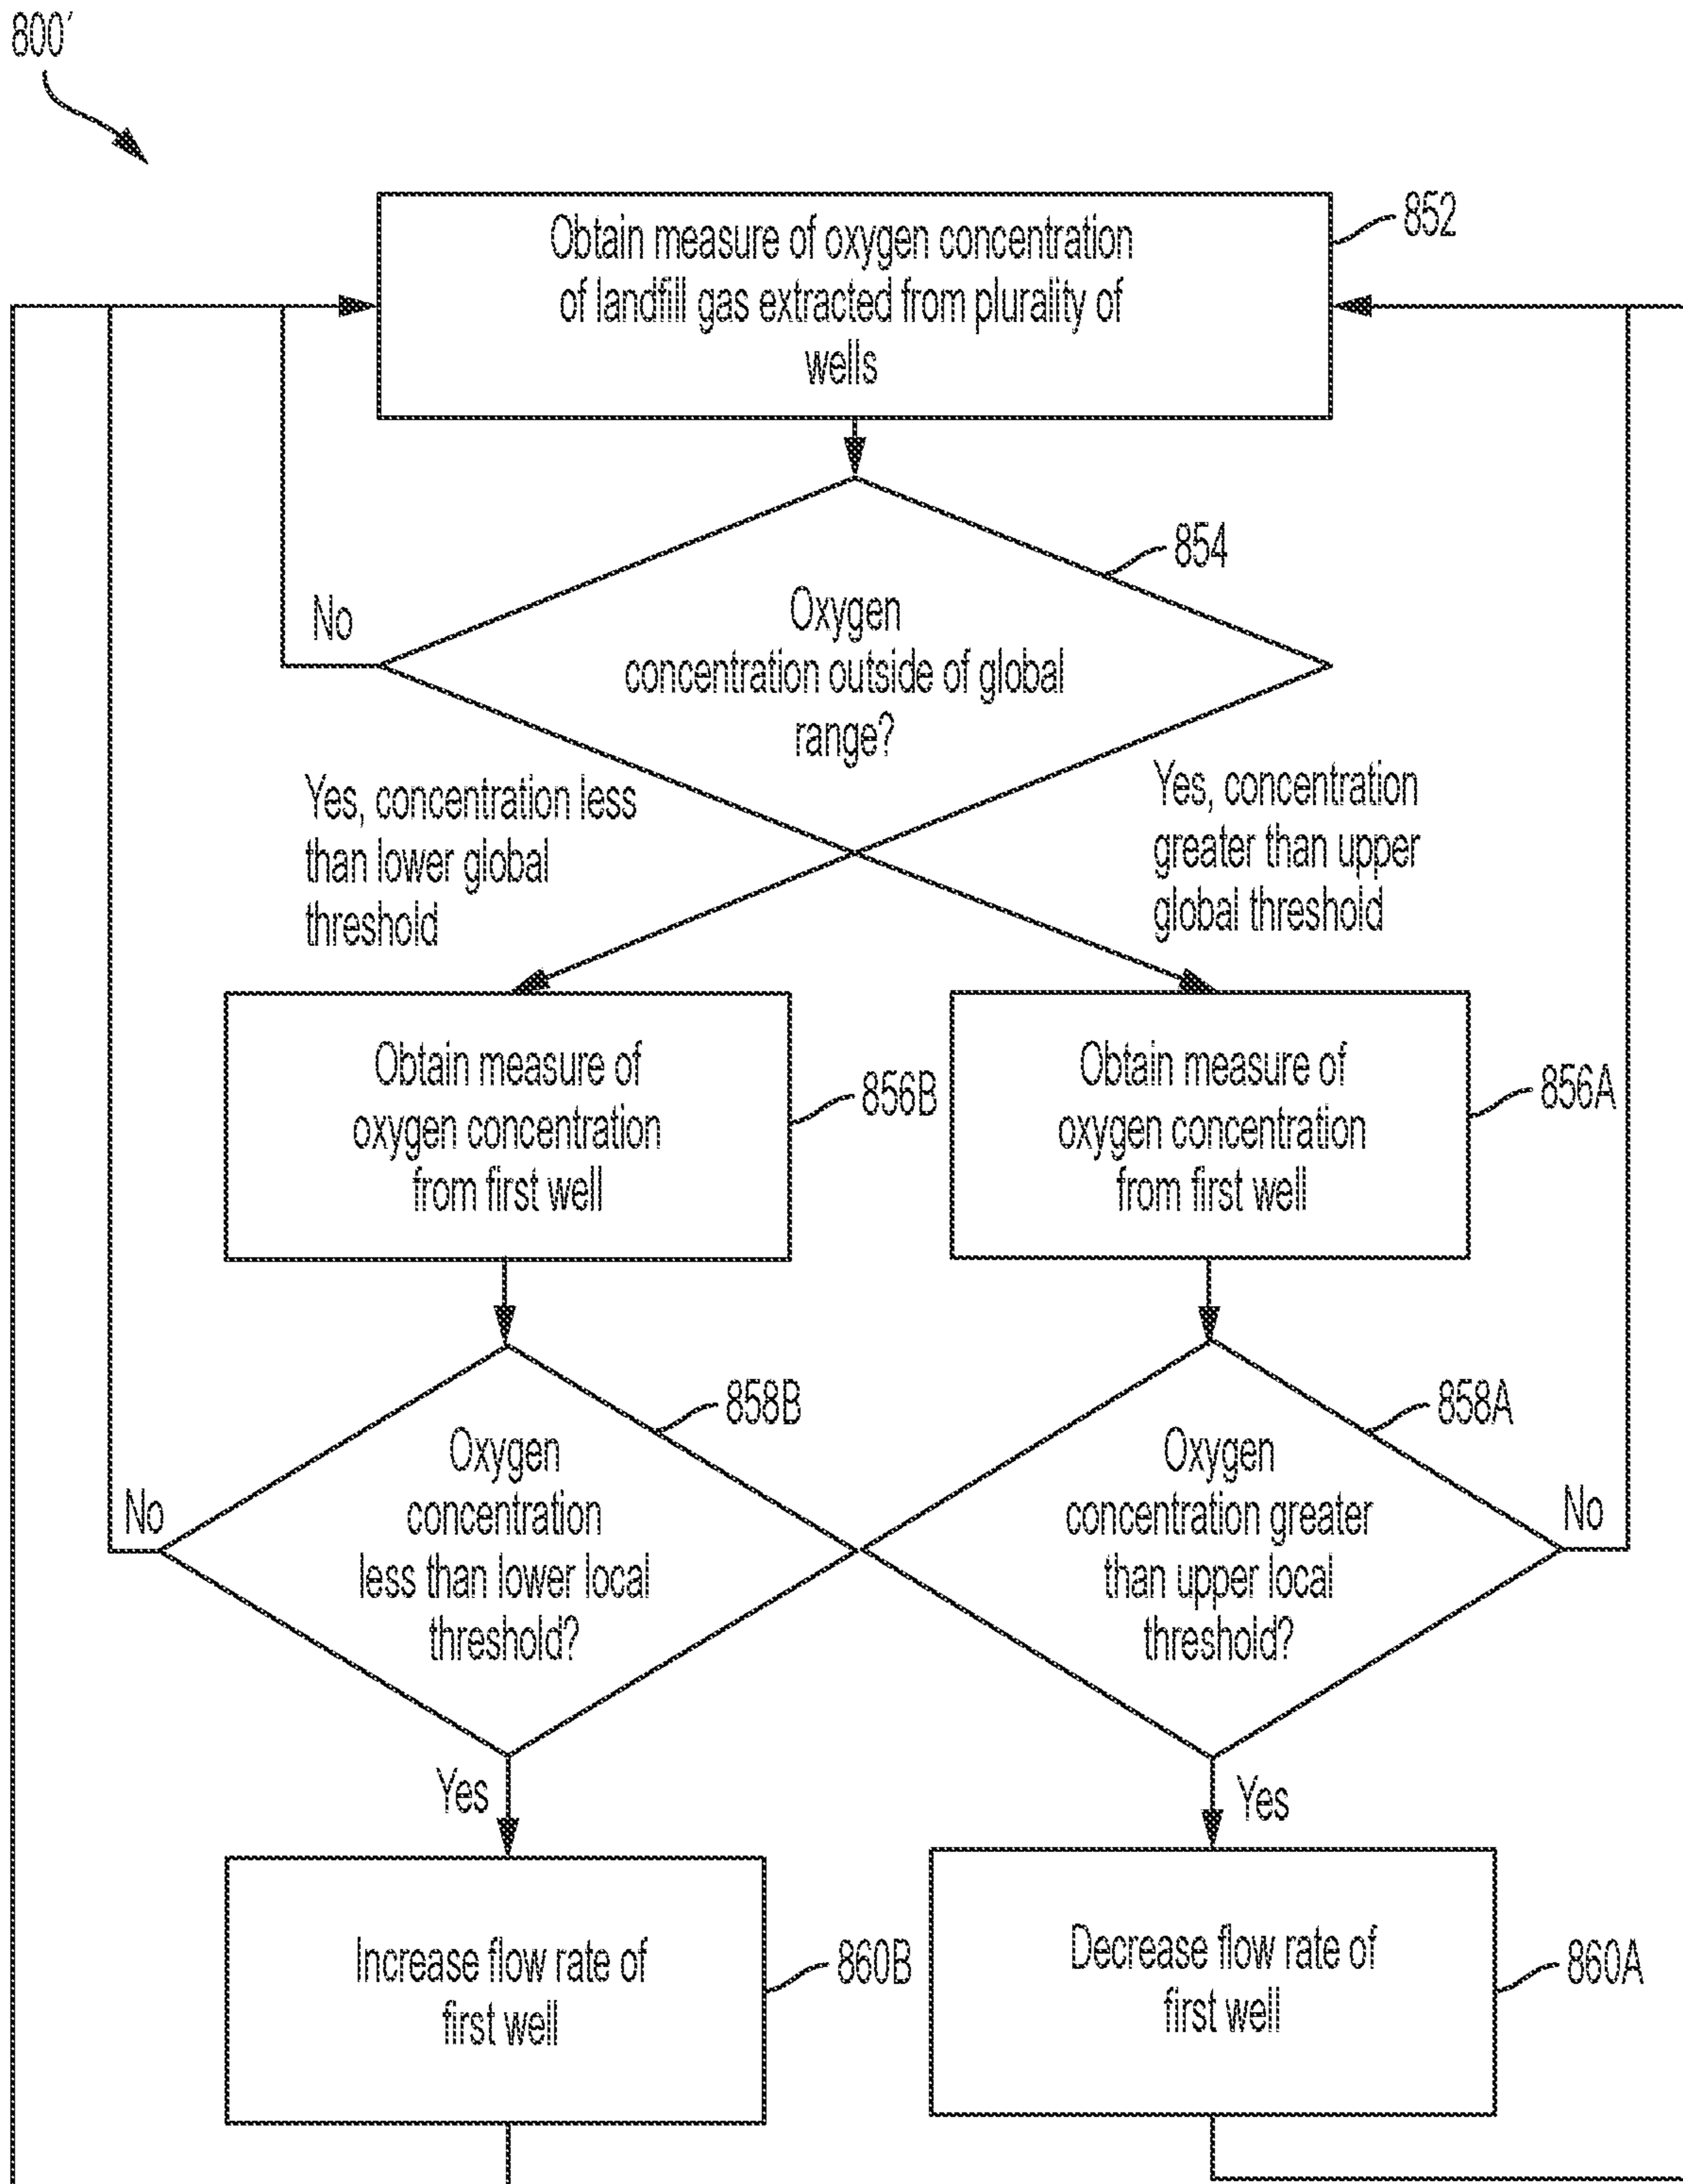 800′
Obtain measure of oxygen concentration
of landfill gas extracted from plurality of
wells
852
854
No
Oxygen
concentration outside of global
range?
Yes, concentration less
than lower global
threshold
Yes, concentration
greater than upper
global threshold
Obtain measure of
oxygen concentration
from first well
856B
Obtain measure of
oxygen concentration
from first well
856A
858B
Oxygen
concentration
less than lower local
threshold?
No
858A
Oxygen
concentration greater
than upper local
threshold?
No
Yes
Yes
Increase flow rate of
first well
860B
Decrease flow rate of
first well
860A